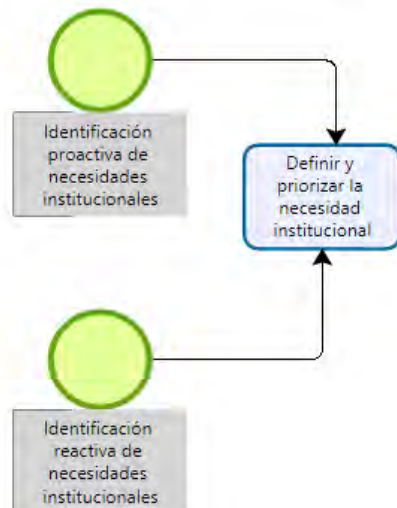 Identificación
proactiva de
necesidades
institucionales
Definir y
priorizar la
necesidad
institucional
Identificación
reactiva de
necesidades
institucionales